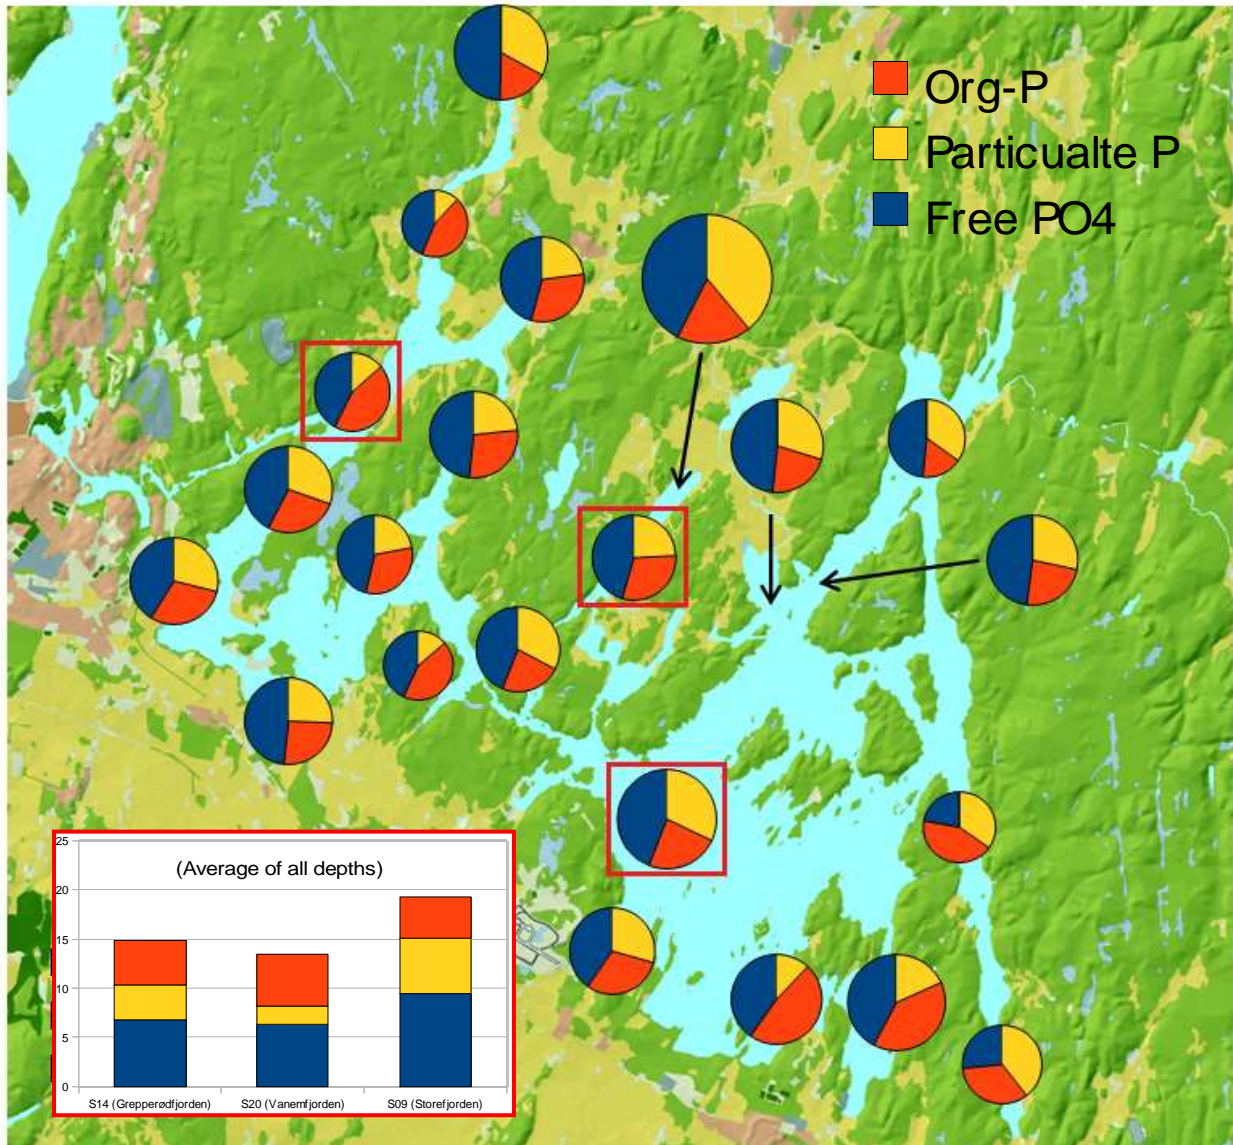 Org-P
Particualte P
Free PO4
(Average of all depths)
25
20
15
10
5
0
S14 (Grepperødfjorden) S20 (Vanemfjorden) S09 (Storefjorden)